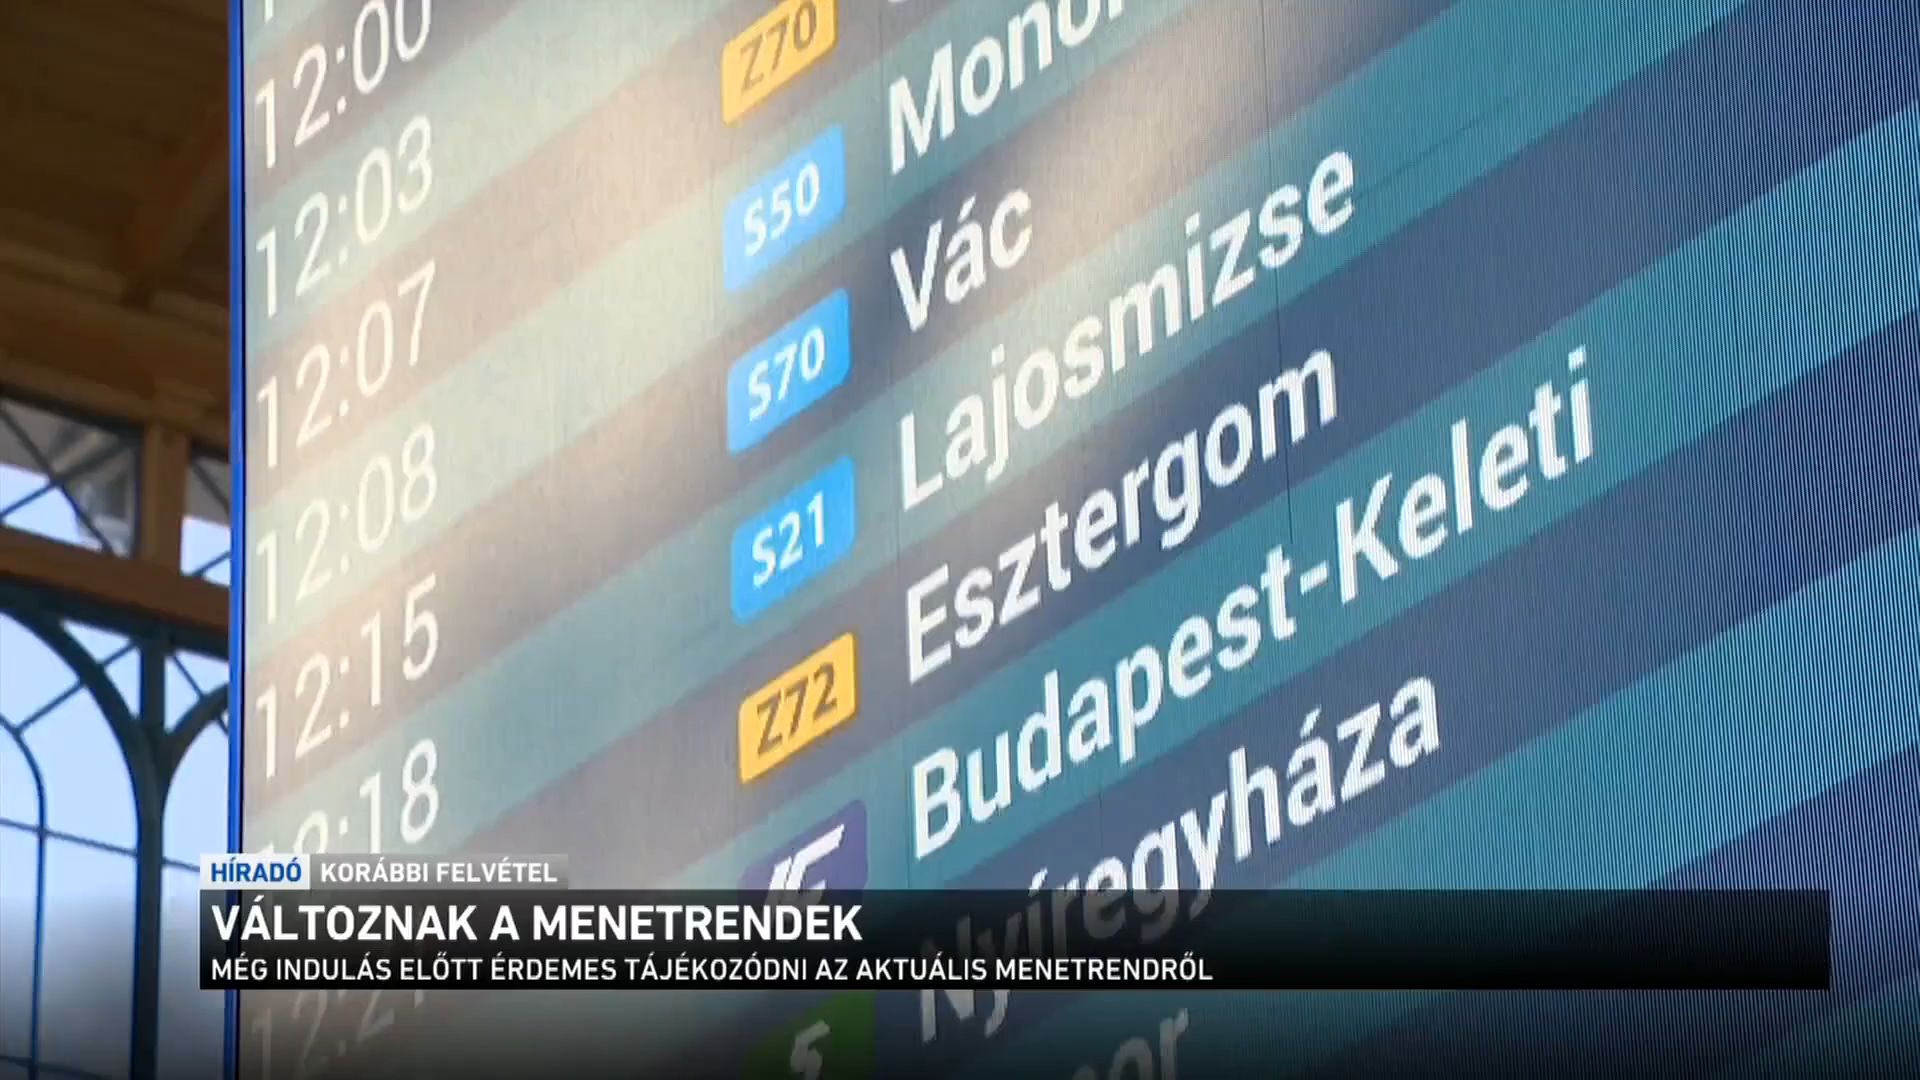 12:00 Z70
12:03 S50 Monor
12:07 S70 Vác
12:08 S21 Lajosmizse
12:15 Z72 Esztergom
12:18 Budapest-Keleti
Nyíregyháza
HÍRADÓ KORÁBBI FELVÉTEL
VÁLTOZNAK A MENETRENDEK
MÉG INDULÁS ELŐTT ÉRDEMES TÁJÉKOZÓDNI AZ AKTUÁLIS MENETRENDRŐL